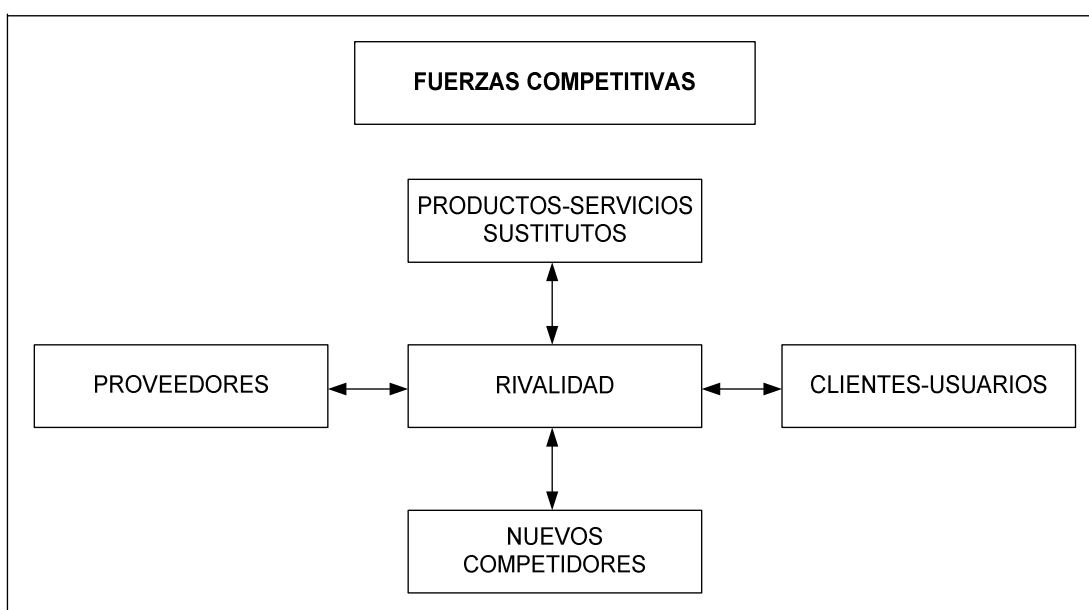 FUERZAS COMPETITIVAS
PRODUCTOS-SERVICIOS
SUSTITUTOS
PROVEEDORES
RIVALIDAD
CLIENTES-USUARIOS
NUEVOS
COMPETIDORES